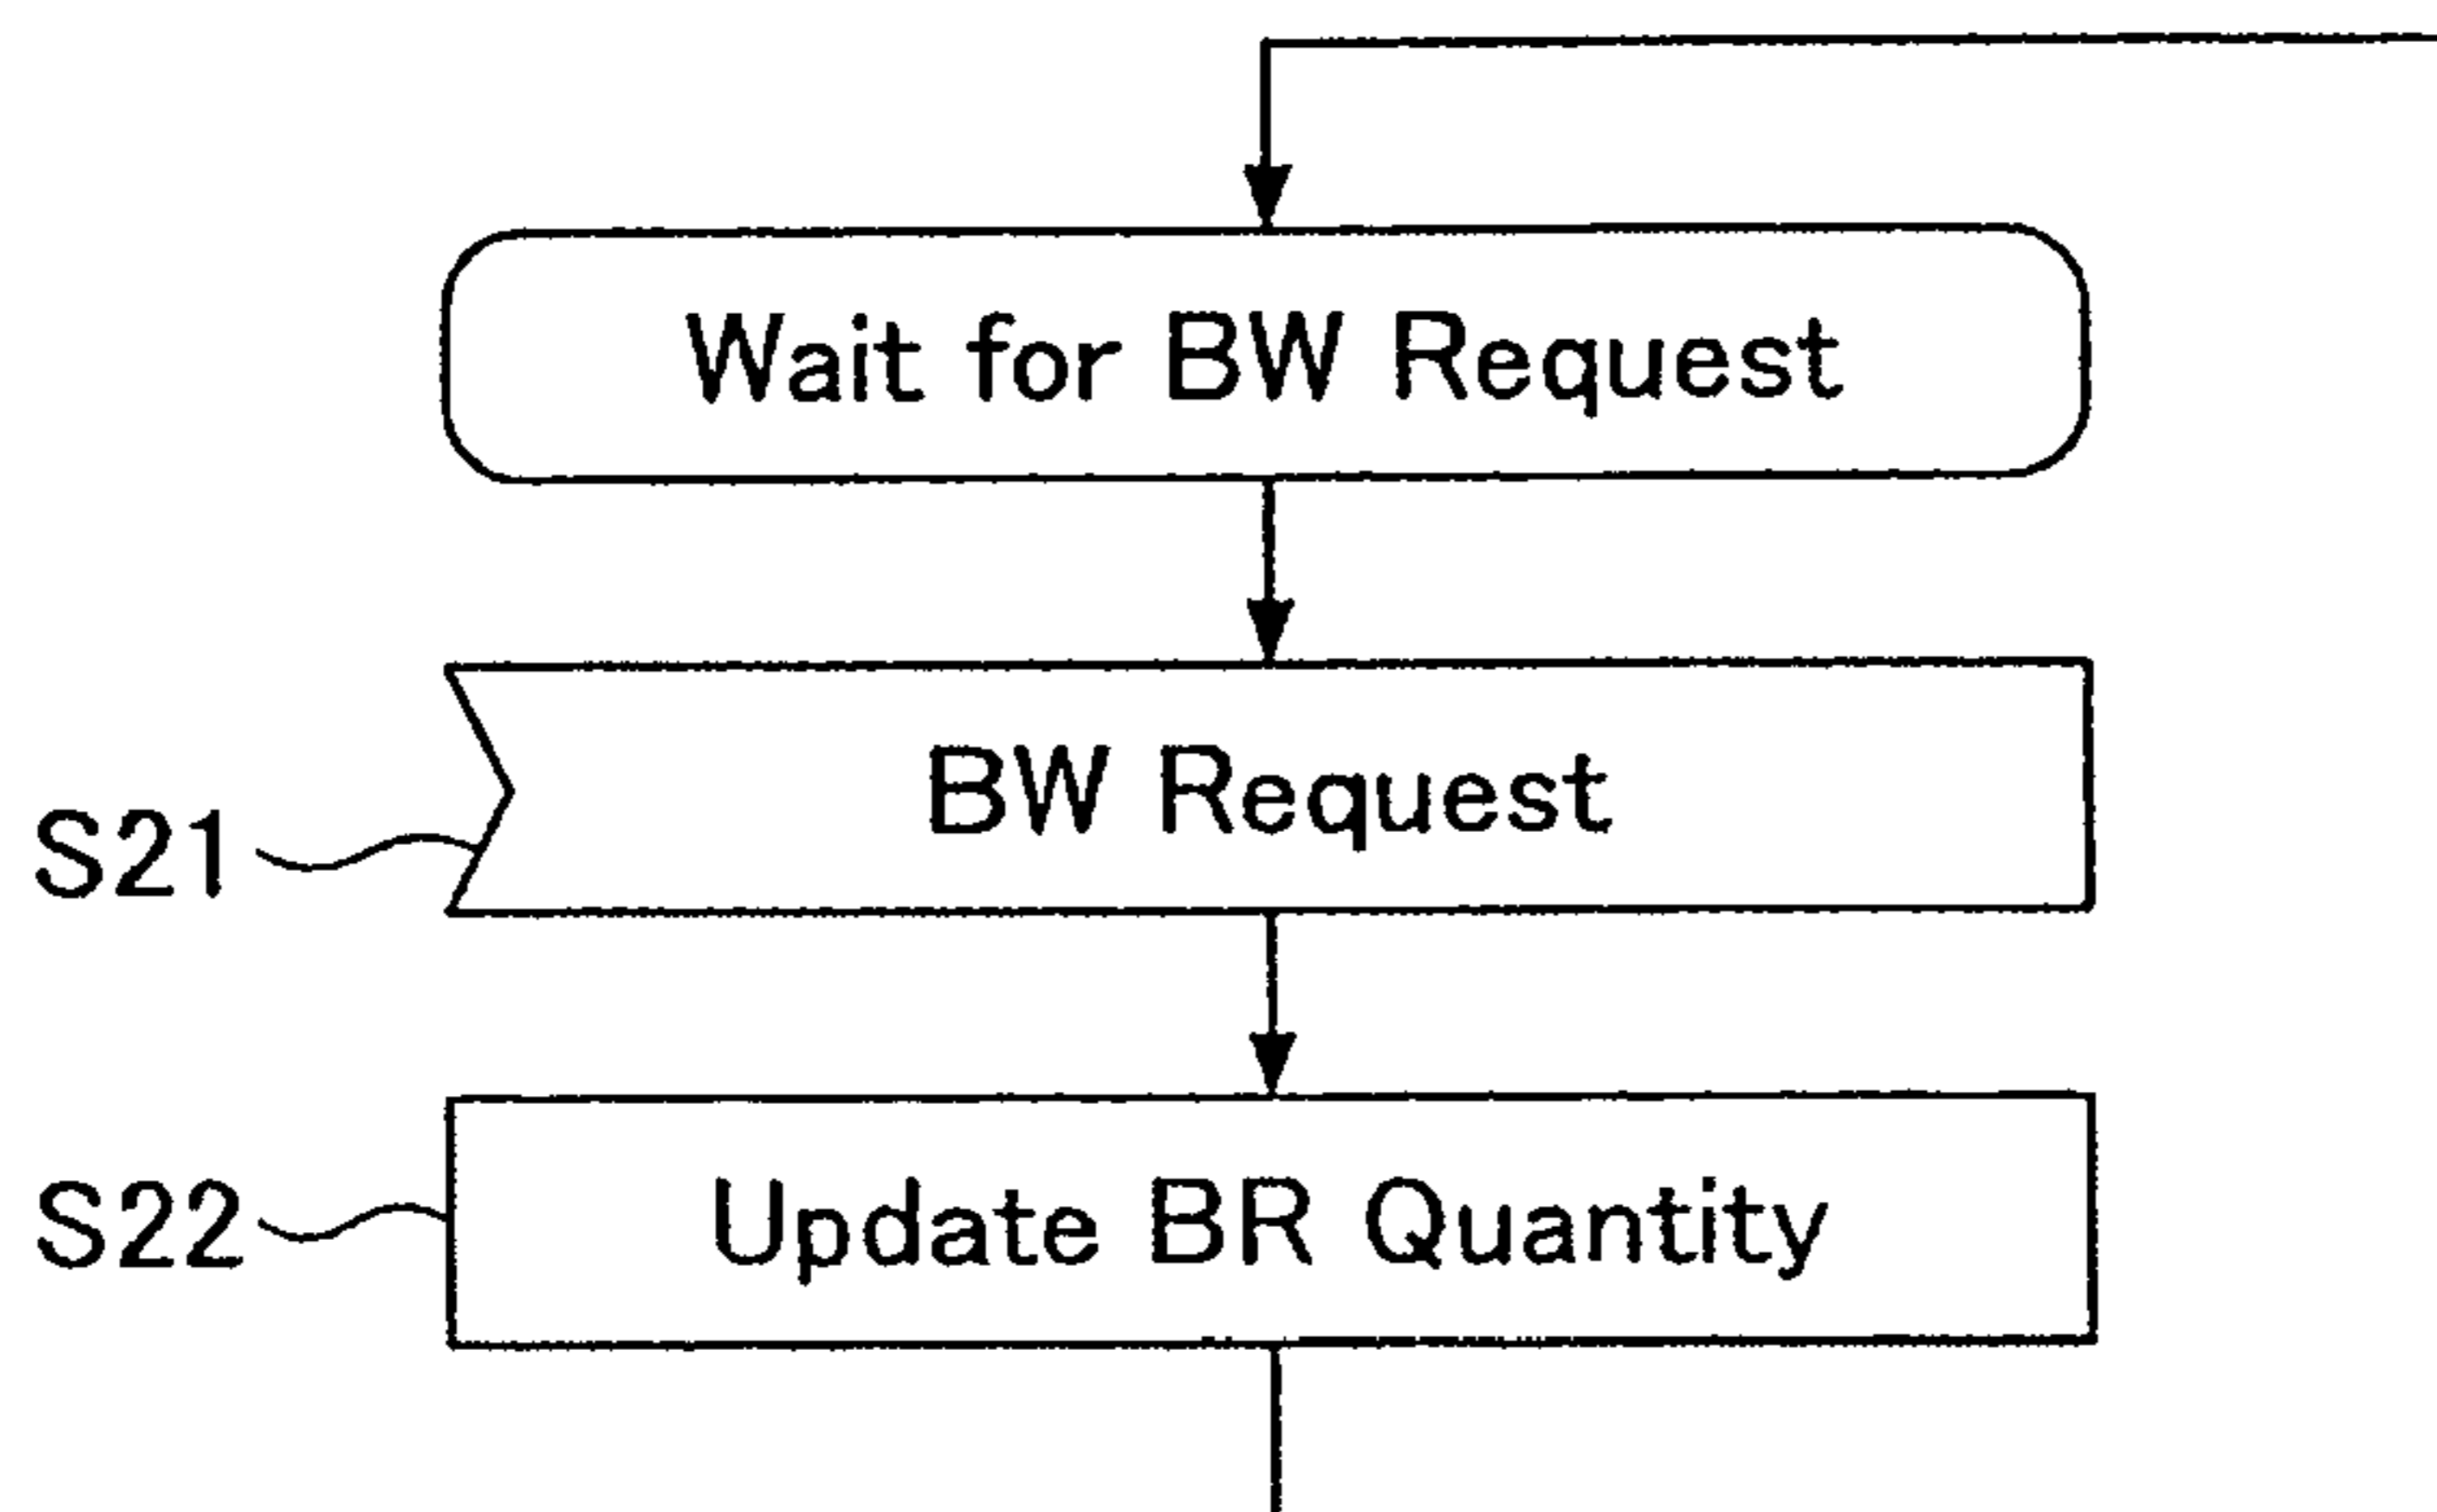 Wait for BW Request
BW Request
S21
Update BR Quantity
S22